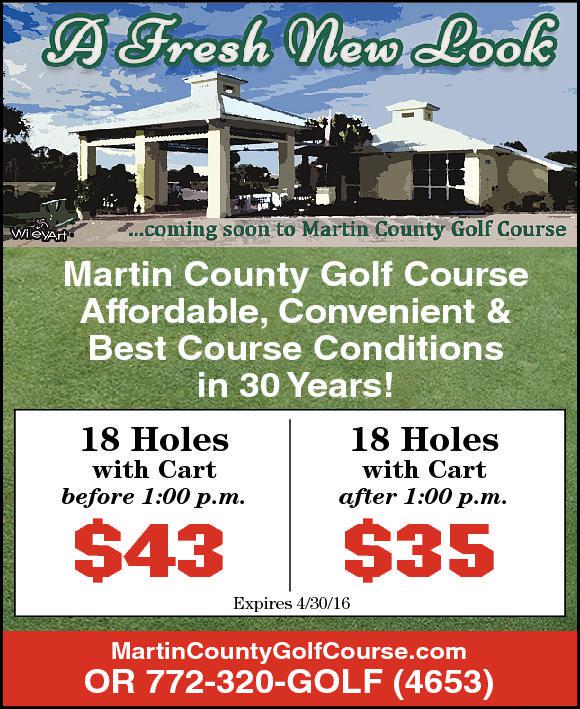 A Fresh New Look
WileyArt
...coming soon to Martin County Golf Course
Martin County Golf Course
Affordable, Convenient &
Best Course Conditions
in 30 Years!
18 Holes
with Cart
before 1:00 p.m.
$43
18 Holes
with Cart
after 1:00 p.m.
$35
Expires 4/30/16
MartinCountyGolfCourse.com
OR 772-320-GOLF (4653)